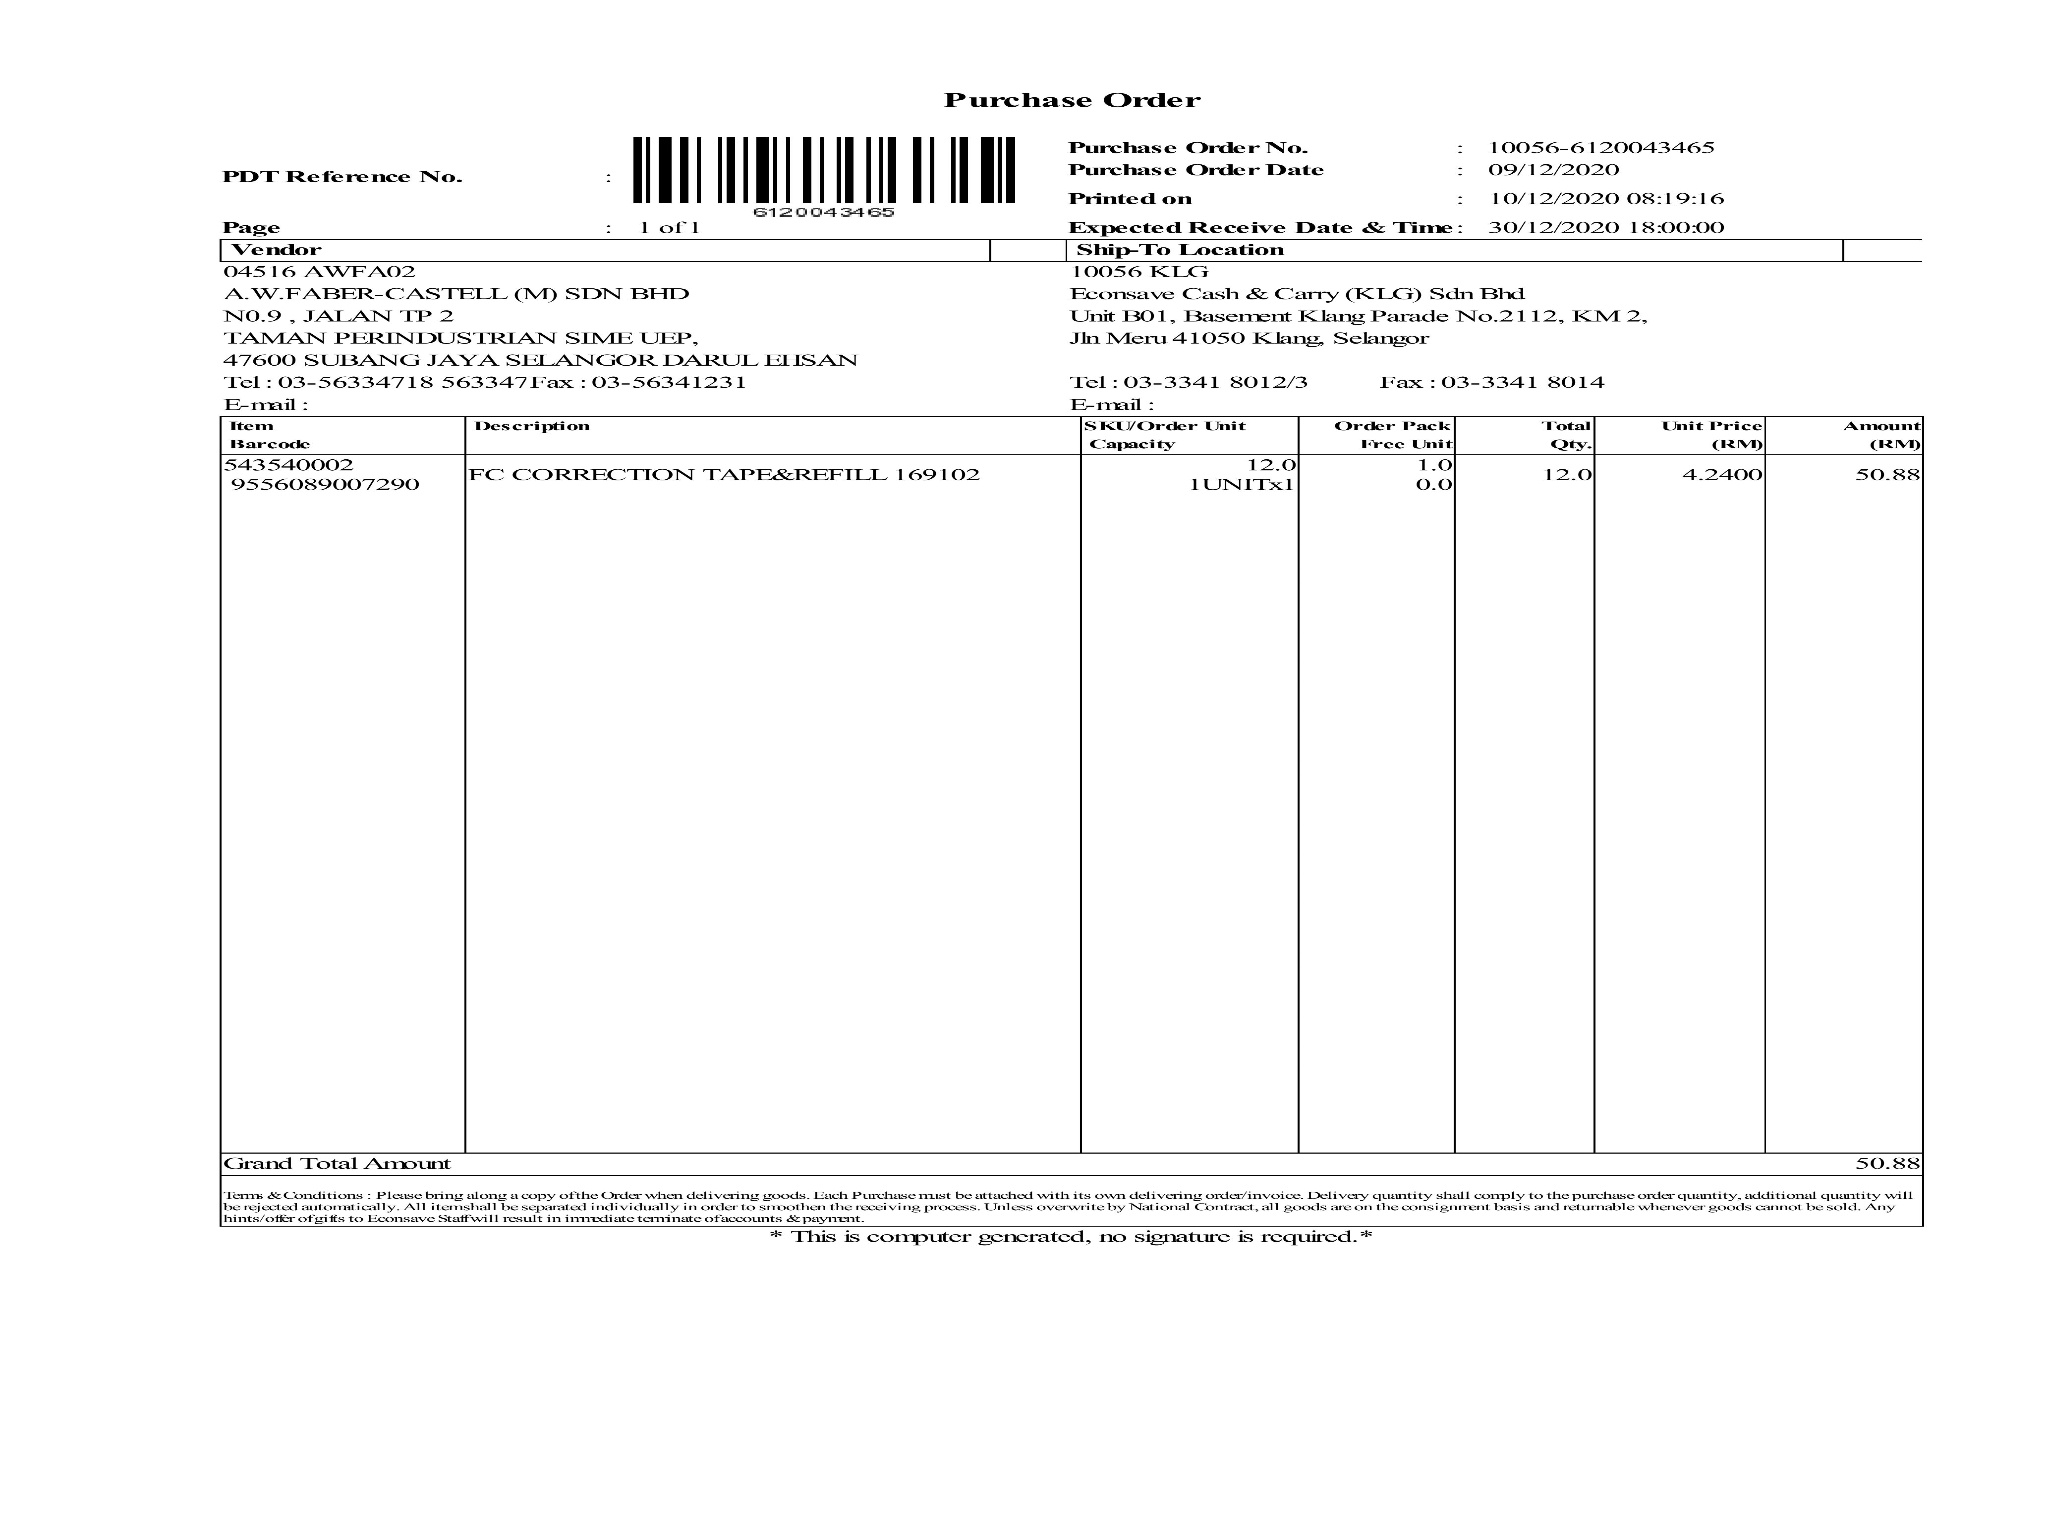 Purchase Order
PDT Reference No. :
6120043465
Page : 1 of 1
Purchase Order No. : 10056-6120043465
Purchase Order Date : 09/12/2020
Printed on : 10/12/2020 08:19:16
Expected Receive Date & Time : 30/12/2020 18:00:00
Vendor
04516 AWFA02
A.W.FABER-CASTELL (M) SDN BHD
N0.9 , JALAN TP 2
TAMAN PERINDUSTRIAN SIME UEP,
47600 SUBANG JAYA SELANGOR DARUL EHSAN
Tel : 03-56334718 563347Fax : 03-56341231
E-mail :
Ship-To Location
10056 KLG
Econsave Cash & Carry (KLG) Sdn Bhd
Unit B01, Basement Klang Parade No.2112, KM 2,
Jln Meru 41050 Klang, Selangor
Tel : 03-3341 8012/3 Fax : 03-3341 8014
E-mail :
Item Description SKU/Order Unit Order Pack Total Unit Price Amount
Barcode Capacity Free Unit Qty. (RM) (RM)
543540002 12.0 1.0
FC CORRECTION TAPE&REFILL 169102 12.0 4.2400 50.88
9556089007290 1UNITx1 0.0
Grand Total Amount 50.88
Terms & Conditions : Please bring along a copy of the Order when delivering goods. Each Purchase must be attached with its own delivering order/invoice. Delivery quantity shall comply to the purchase order quantity, additional quantity will
be rejected automatically. All item shall be separated individually in order to smoothen the receiving process. Unless overwrite by National Contract, all goods are on the consignment basis and returnable whenever goods cannot be sold. Any
hints/offer of gifts to Econsave Staff will result in immediate terminate of accounts & payment.
* This is computer generated, no signature is required.*